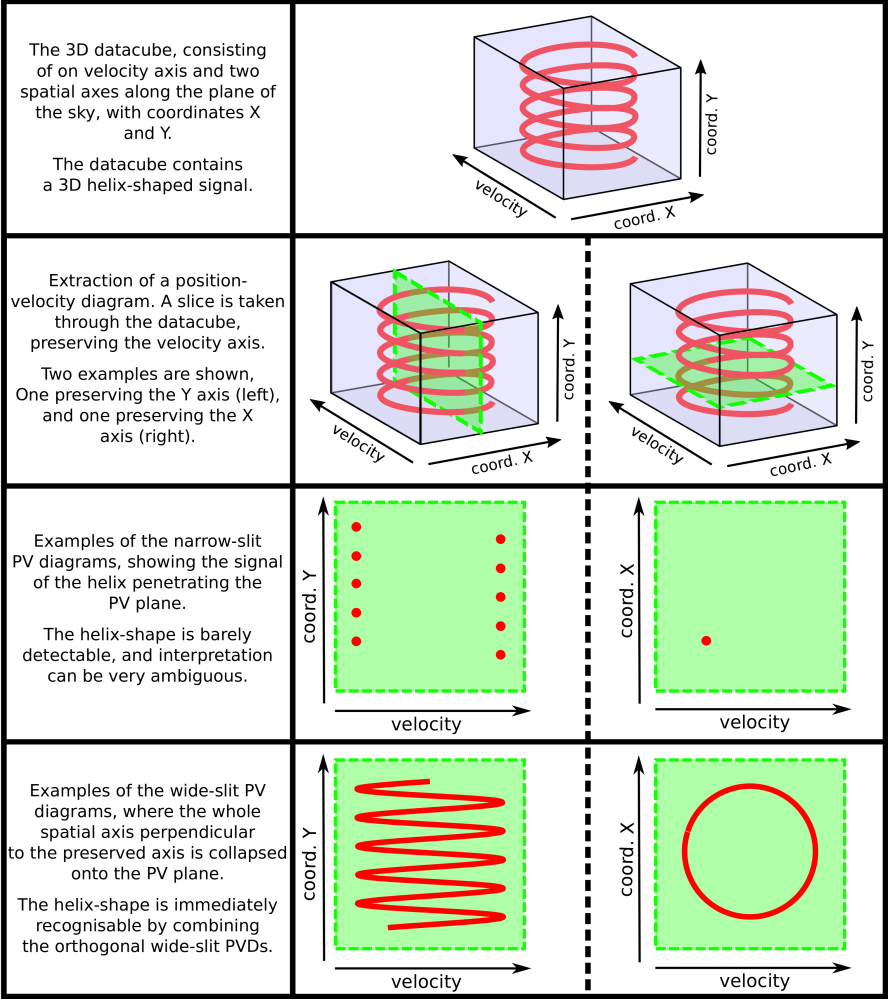 The 3D datacube, consisting
of on velocity axis and two
spatial axes along the plane of
the sky, with coordinates X
and Y.
The datacube contains
a 3D helix-shaped signal.
coord. Y
velocity
coord. X
Extraction of a position-
velocity diagram. A slice is taken
through the datacube,
preserving the velocity axis.
Two examples are shown,
One preserving the Y axis (left),
and one preserving the X
axis (right).
coord. Y
velocity
coord. X
coord. Y
velocity
coord. X
Examples of the narrow-slit
PV diagrams, showing the signal
of the helix penetrating the
PV plane.
The helix-shape is barely
detectable, and interpretation
can be very ambiguous.
coord. Y
velocity
coord. X
velocity
Examples of the wide-slit PV
diagrams, where the whole
spatial axis perpendicular
to the preserved axis is collapsed
onto the PV plane.
The helix-shape is immediately
recognisable by combining
the orthogonal wide-slit PVDs.
coord. Y
velocity
coord. X
velocity